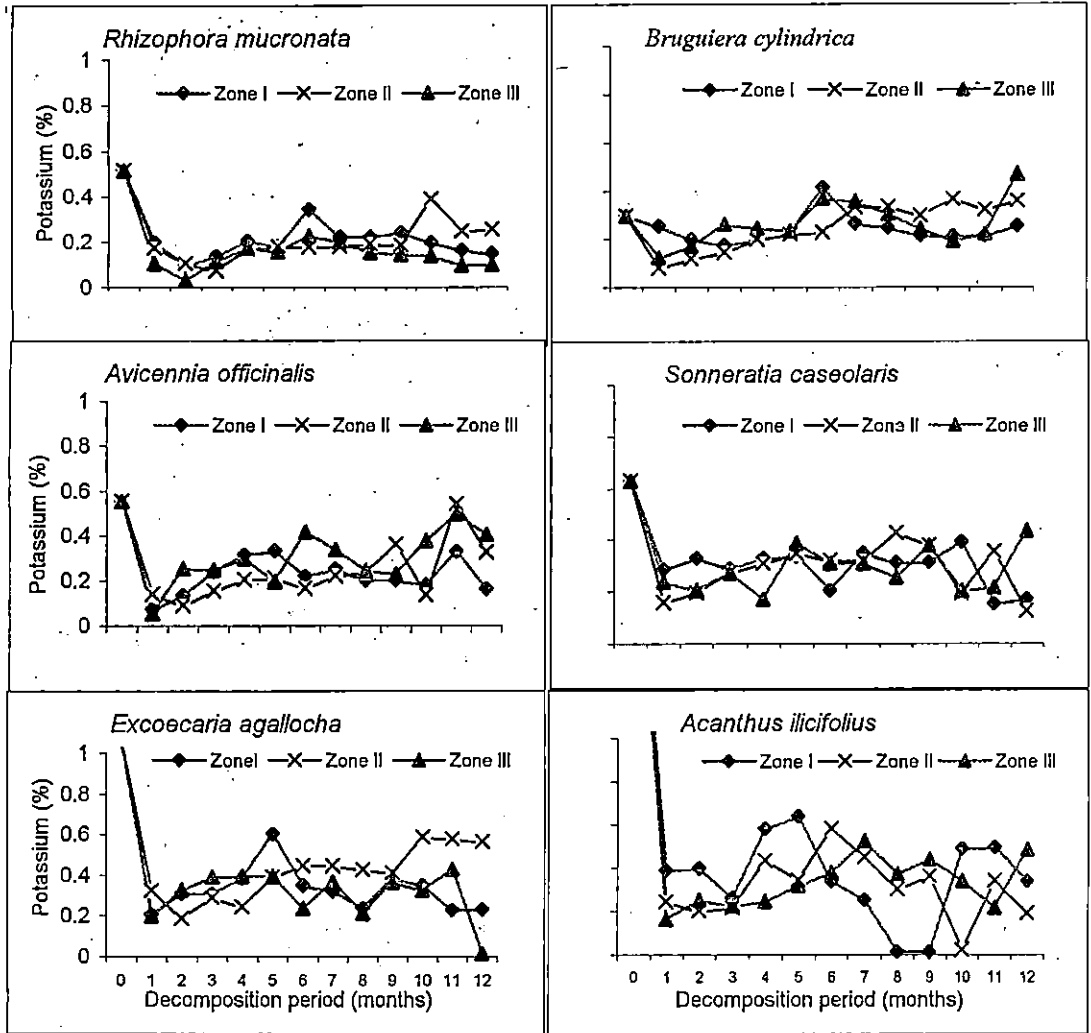 Rhizophora mucronata
Potassium (%)
1
0.8
0.6
0.4
0.2
0
Zone I
Zone II
Zone III
Bruguiera cylindrica
Zone I
Zone II
Zone III
Avicennia officinalis
Potassium (%)
1
0.8
0.6
0.4
0.2
0
Zone I
Zone II
Zone III
Sonneratia caseolaris
Zone I
Zone II
Zone III
Excoecaria agallocha
Potassium (%)
1
0.8
0.6
0.4
0.2
0
ZoneI
Zone II
Zone III
0 1 2 3 4 5 6 7 8 9 10 11 12
Decomposition period (months)
Acanthus ilicifolius
Zone I
Zone II
Zone III
0 1 2 3 4 5 6 7 8 9 10 11 12
Decomposition period (months)